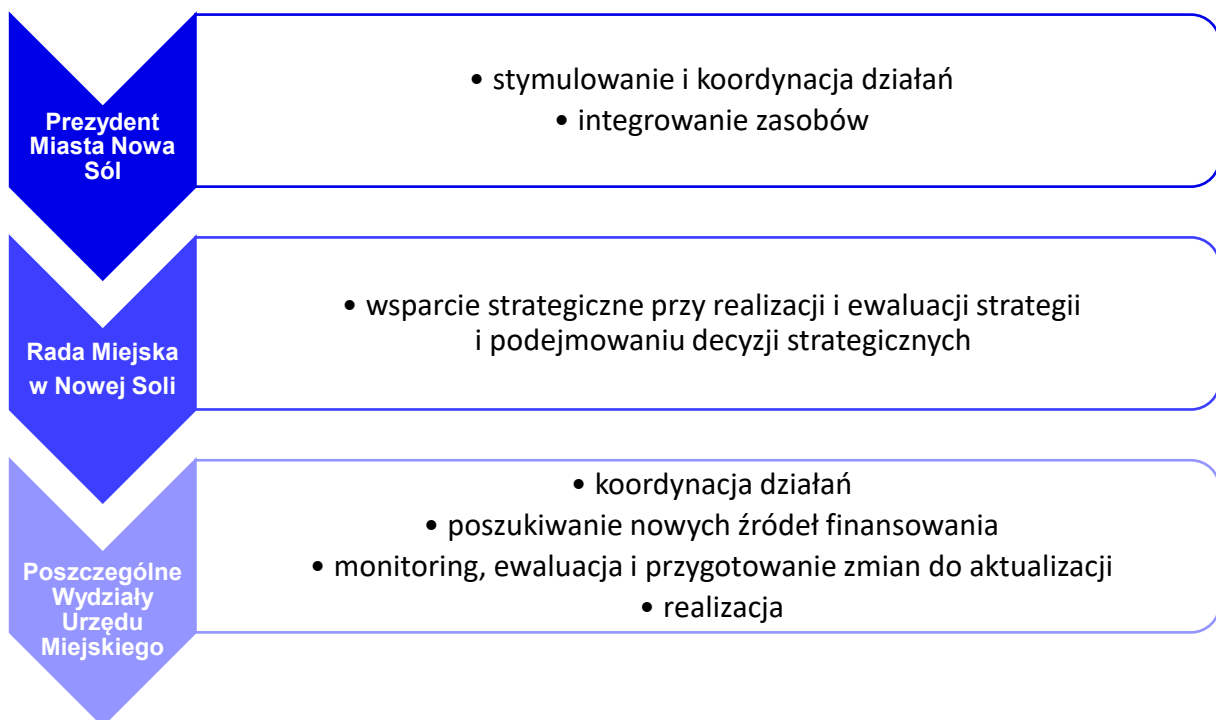 Prezydent
Miasta Nowa
Sól
• stymulowanie i koordynacja działań
• integrowanie zasobów
Rada Miejska
w Nowej Soli
• wsparcie strategiczne przy realizacji i ewaluacji strategii
i podejmowaniu decyzji strategicznych
Poszczególne
Wydziały
Urzędu
Miejskiego
• koordynacja działań
• poszukiwanie nowych źródeł finansowania
• monitoring, ewaluacja i przygotowanie zmian do aktualizacji
• realizacja